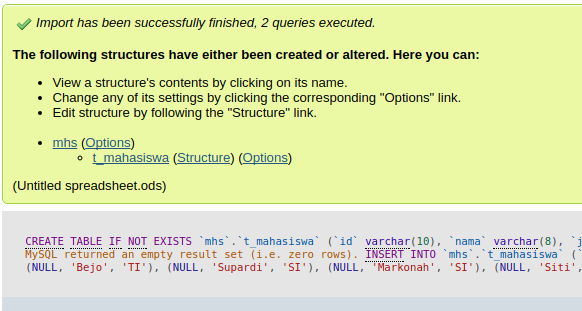 Import has been successfully finished, 2 queries executed.
The following structures have either been created or altered. Here you can:
View a structure's contents by clicking on its name.
Change any of its settings by clicking the corresponding "Options" link.
Edit structure by following the "Structure" link.
mhs (Options)
t_mahasiswa (Structure) (Options)
(Untitled spreadsheet.ods)
CREATE TABLE IF NOT EXISTS `mhs`.`t_mahasiswa` (`id` varchar(10), `nama` varchar(8), `j
MySQL returned an empty result set (i.e. zero rows). INSERT INTO `mhs`.`t_mahasiswa` (`
(NULL, 'Bejo', 'TI'), (NULL, 'Supardi', 'SI'), (NULL, 'Markonah', 'SI'), (NULL, 'Siti',